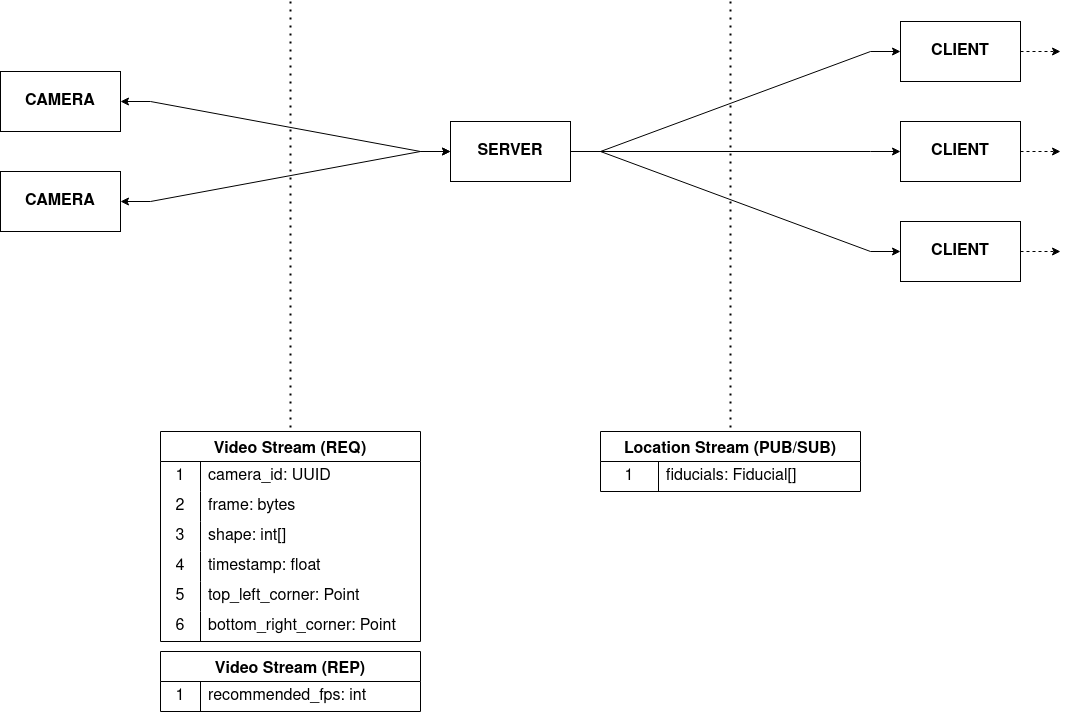 CLIENT
CAMERA
SERVER
CLIENT
CAMERA
CLIENT
Video Stream (REQ)
1 camera_id: UUID
2 frame: bytes
3 shape: int[]
4 timestamp: float
5 top_left_corner: Point
6 bottom_right_corner: Point
Video Stream (REP)
1 recommended_fps: int
Location Stream (PUB/SUB)
1 fiducials: Fiducial[]